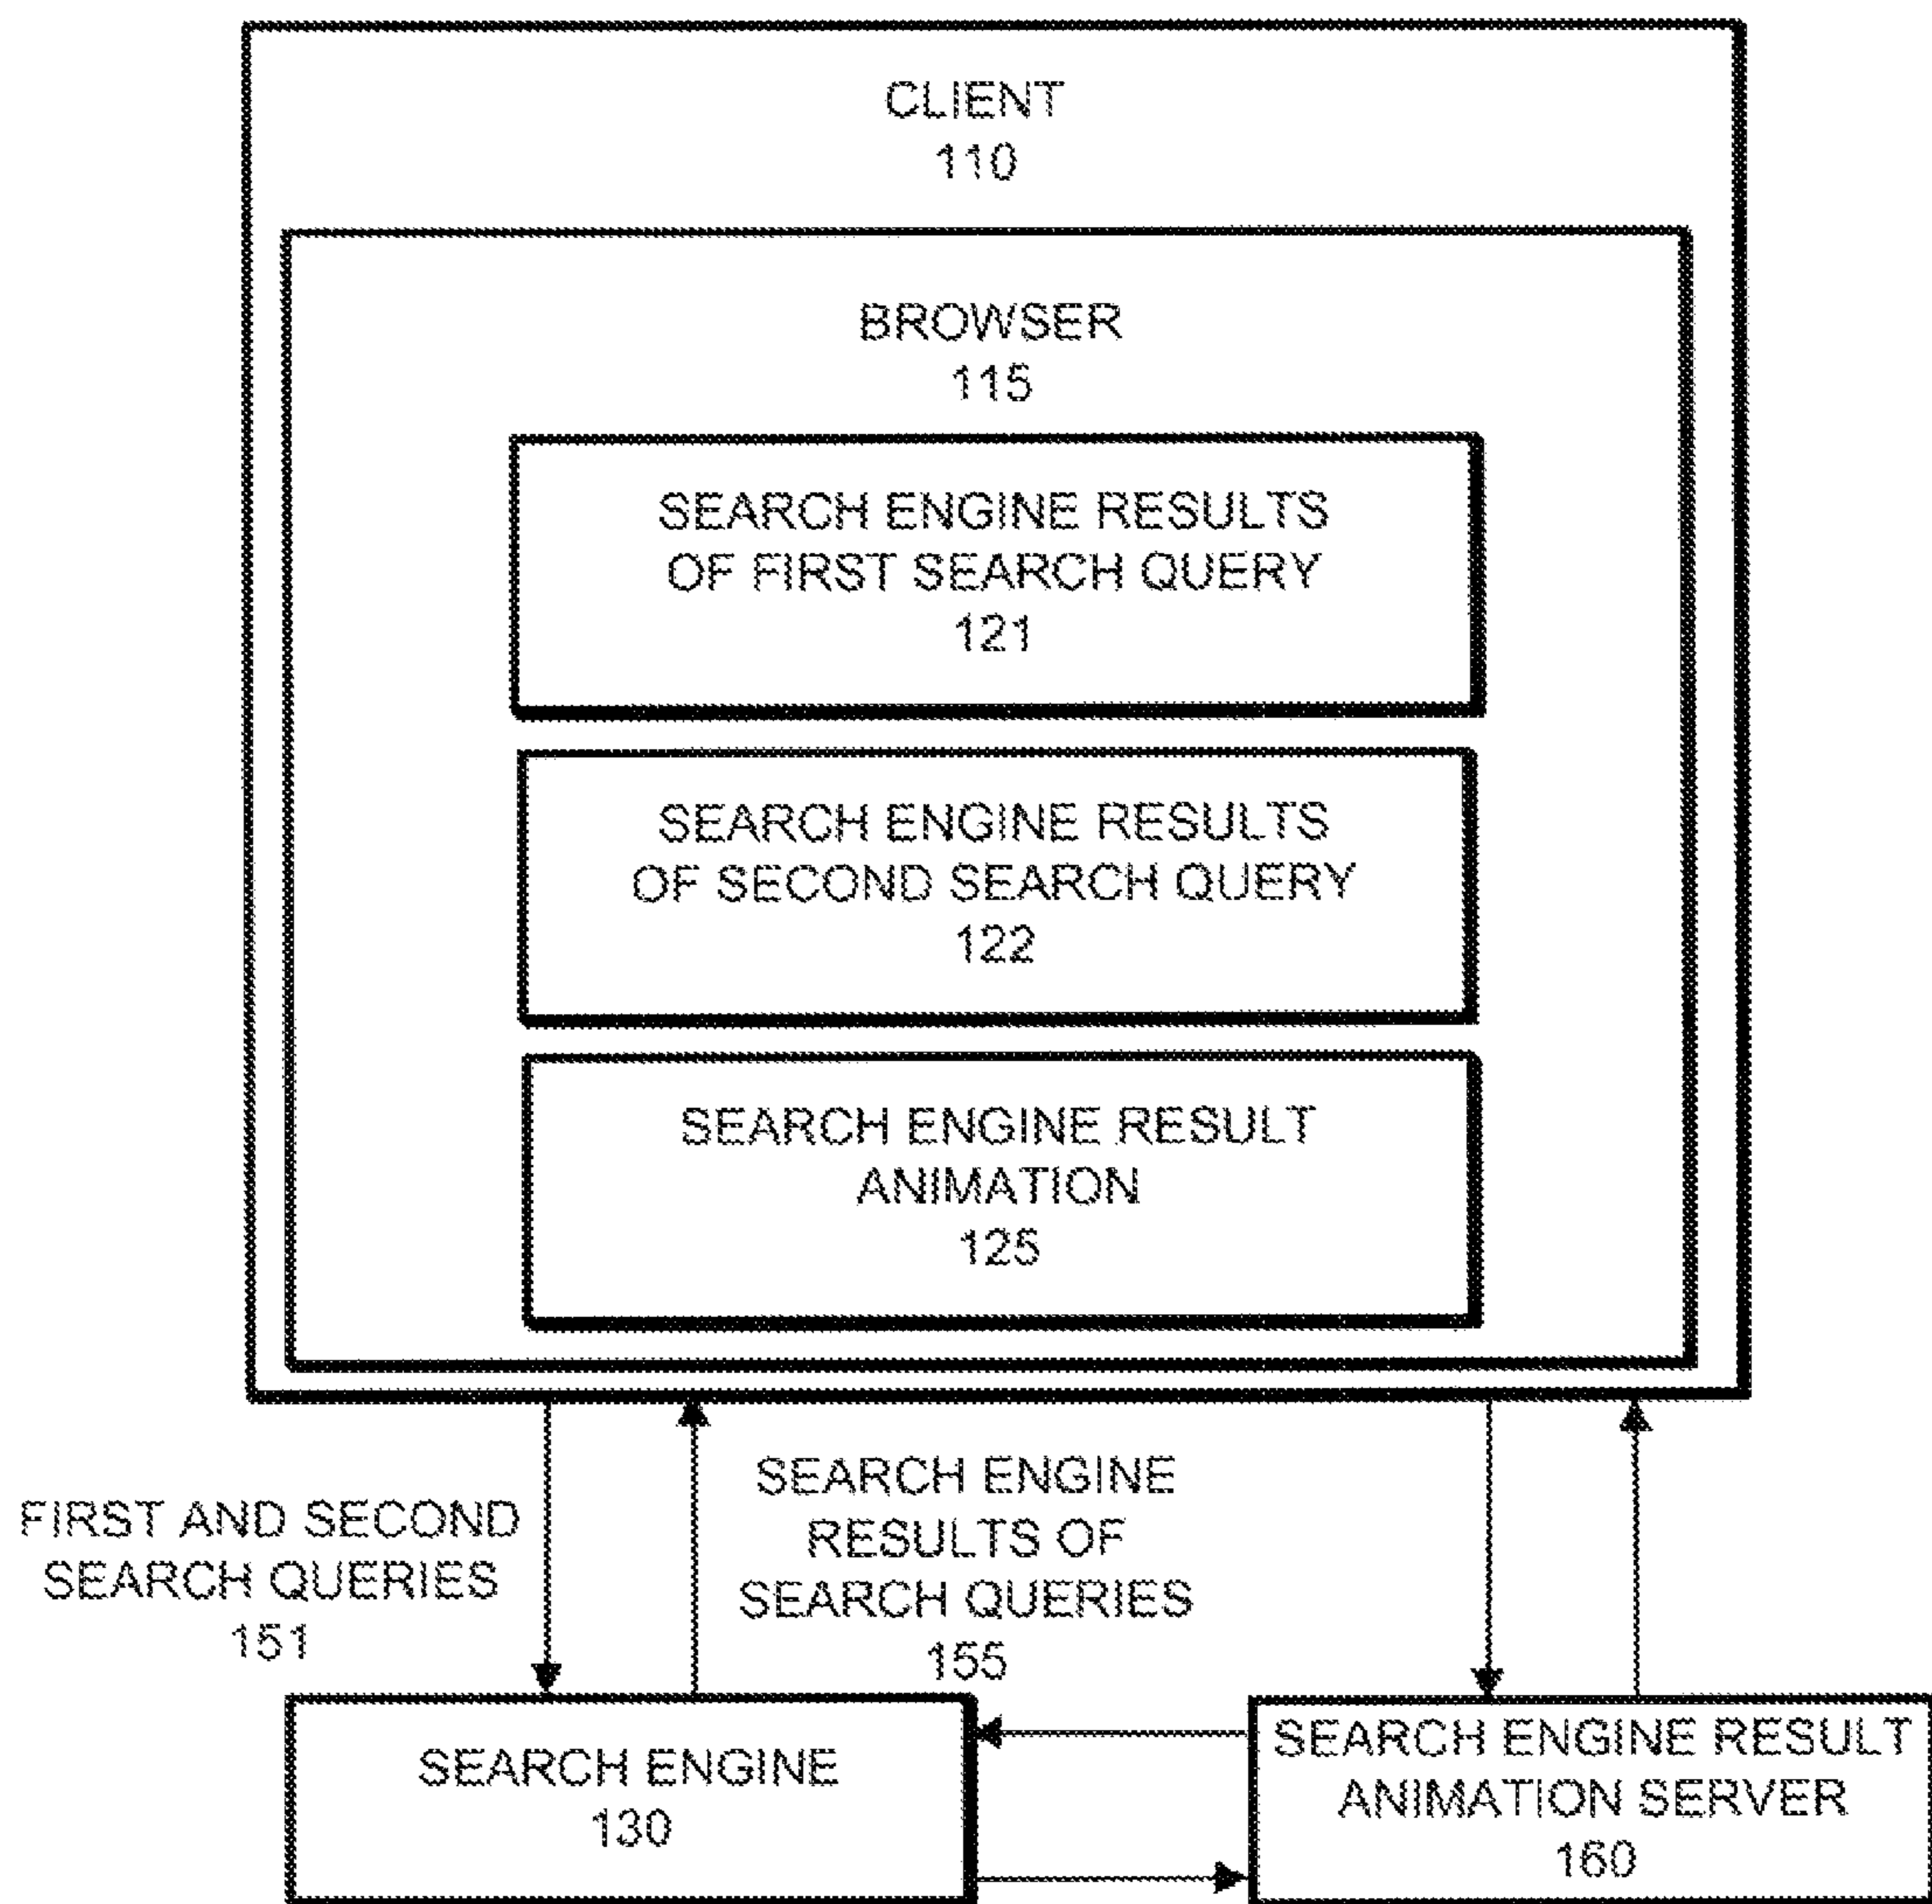 CLIENT
110
BROWSER
115
SEARCH ENGINE RESULTS
OF FIRST SEARCH QUERY
121
SEARCH ENGINE RESULTS
OF SECOND SEARCH QUERY
122
SEARCH ENGINE RESULT
ANIMATION
125
FIRST AND SECOND
SEARCH QUERIES
151
SEARCH ENGINE
RESULTS OF
SEARCH QUERIES
155
SEARCH ENGINE
130
SEARCH ENGINE RESULT
ANIMATION SERVER
160